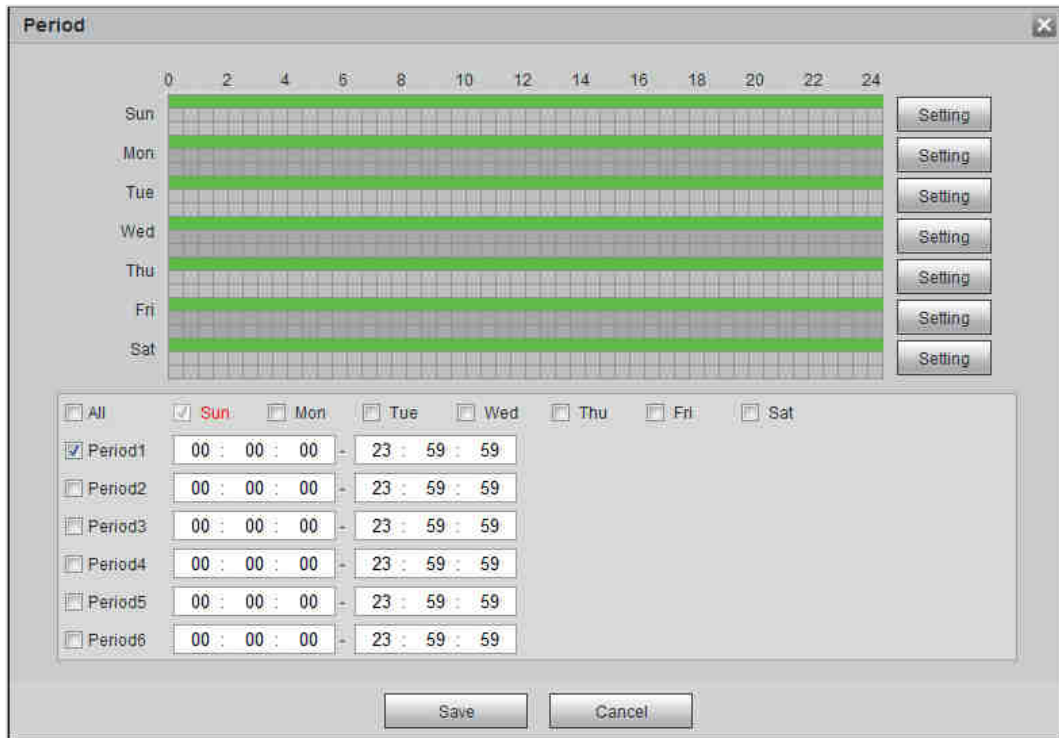 Period
0 2 4 6 8 10 12 14 16 18 20 22 24
Sun Setting
Mon Setting
Tue Setting
Wed Setting
Thu Setting
Fri Setting
Sat Setting
All Sun Mon Tue Wed Thu Fri Sat
Period1 00 : 00 : 00 - 23 : 59 : 59
Period2 00 : 00 : 00 - 23 : 59 : 59
Period3 00 : 00 : 00 - 23 : 59 : 59
Period4 00 : 00 : 00 - 23 : 59 : 59
Period5 00 : 00 : 00 - 23 : 59 : 59
Period6 00 : 00 : 00 - 23 : 59 : 59
Save Cancel